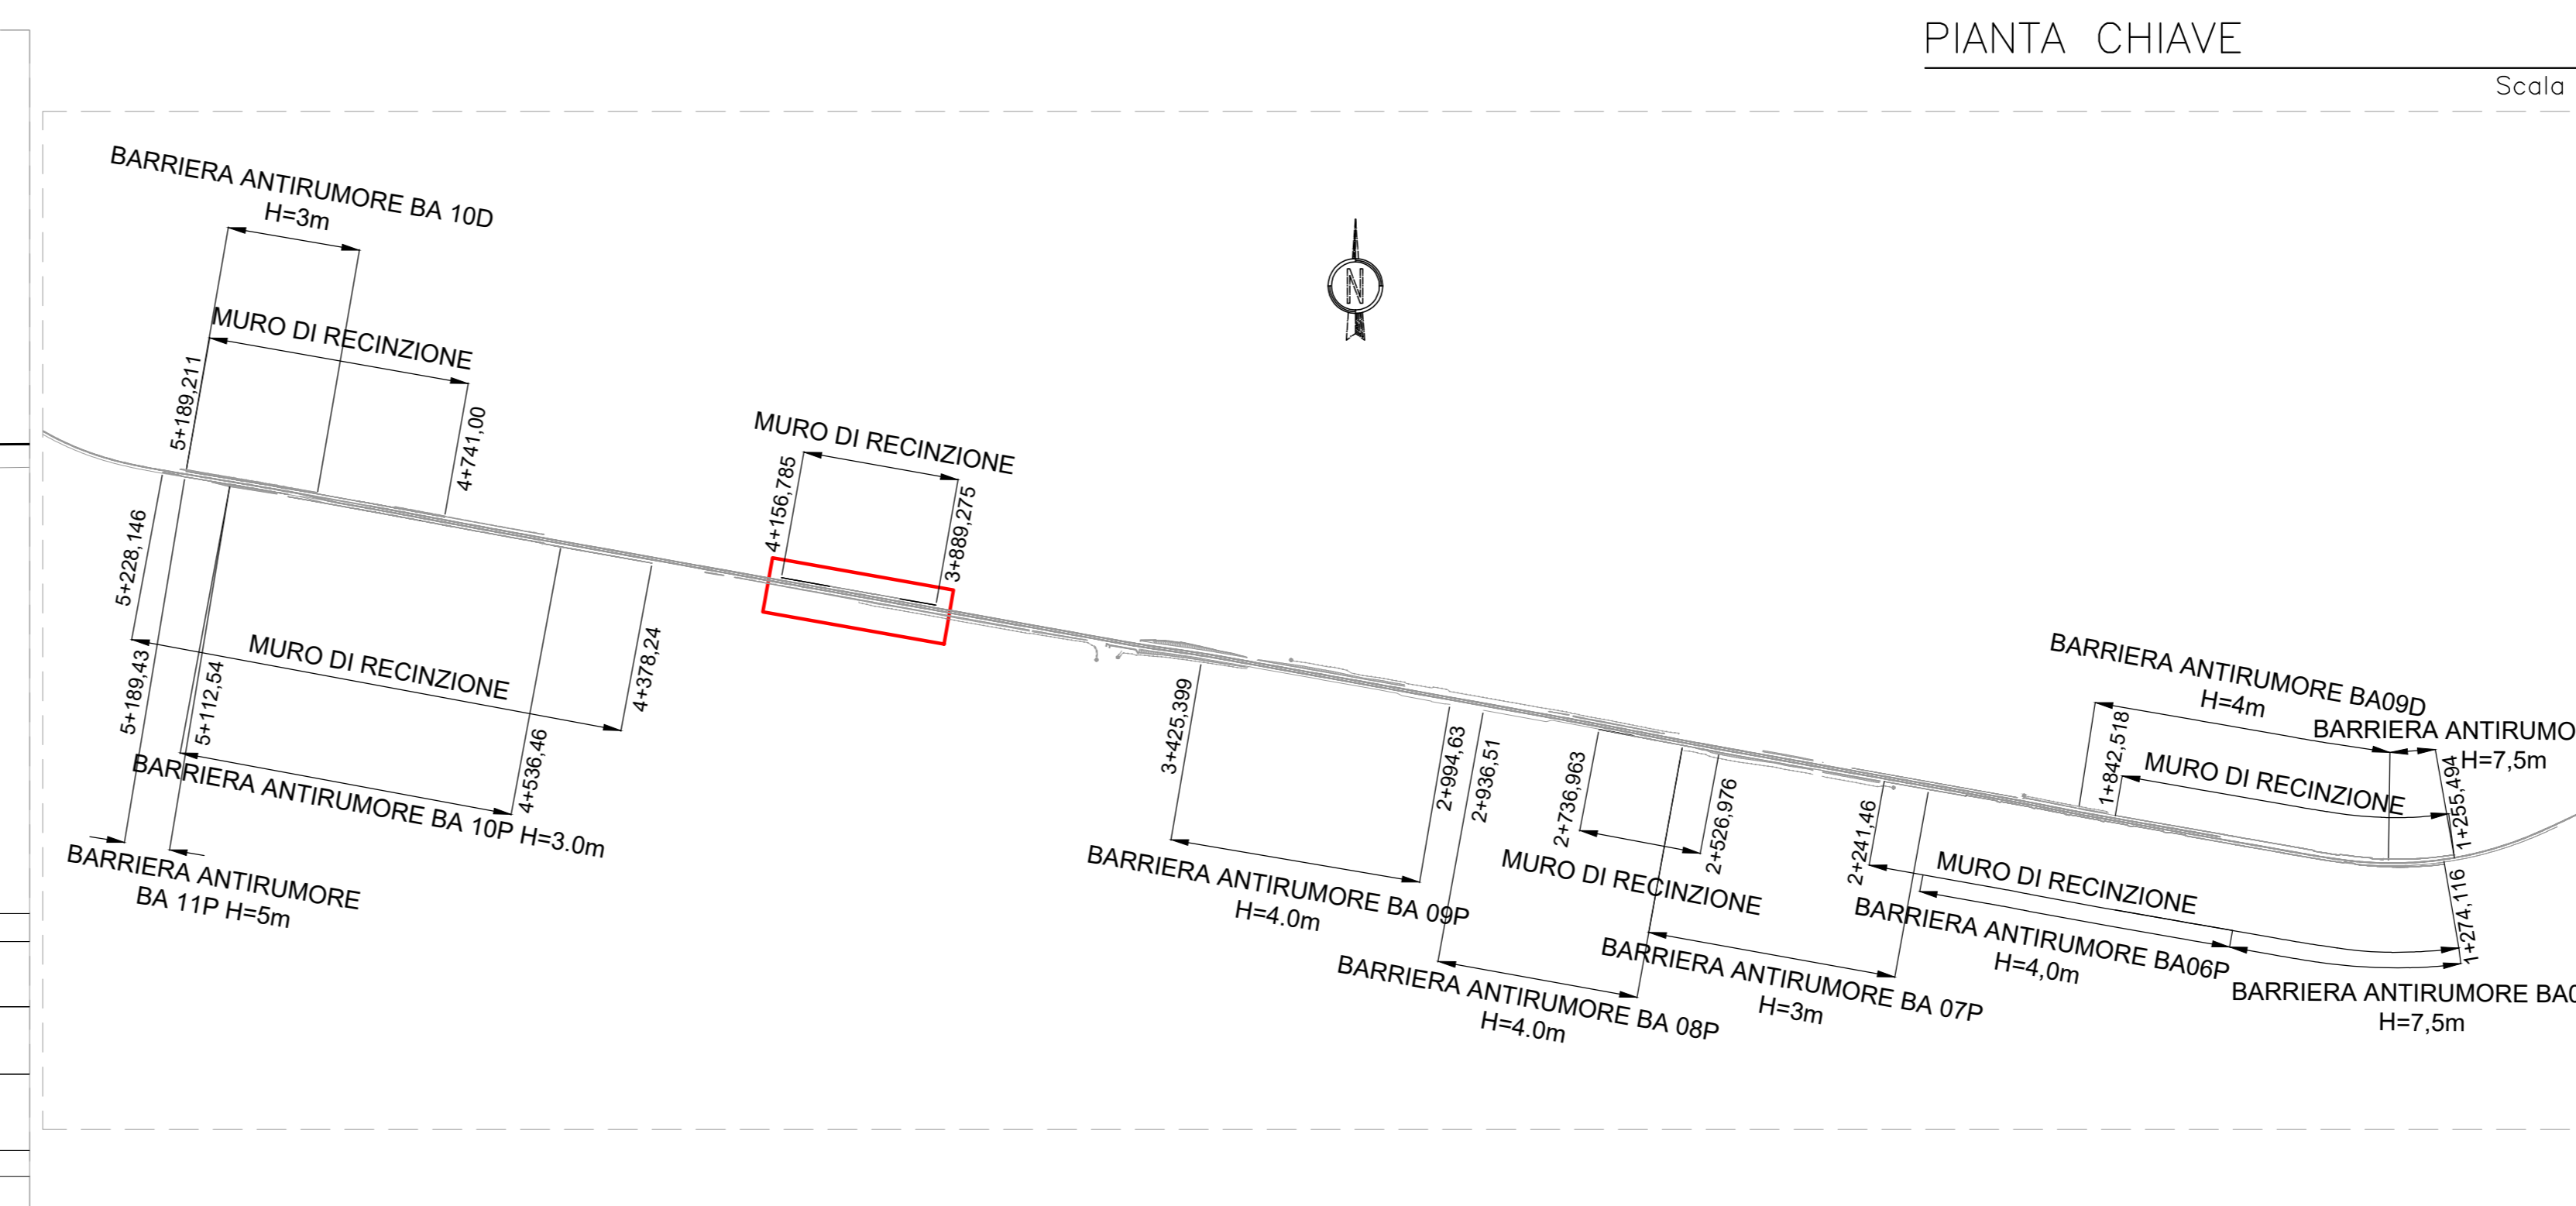 PIANTA CHIAVE
Scala
BARRIERA ANTIRUMORE BA 10D
H=3m
MURO DI RECINZIONE
5+189,211
4+741,00
MURO DI RECINZIONE
4+156,785
3+889,275
N
5+228,146
MURO DI RECINZIONE
4+378,24
5+189,43
5+112,54
4+536,46
BARRIERA ANTIRUMORE BA 10P H=3.0m
BARRIERA ANTIRUMORE
BA 11P H=5m
3+425,399
2+994,63
BARRIERA ANTIRUMORE BA 09P
H=4.0m
2+936,51
BARRIERA ANTIRUMORE BA 08P
H=4.0m
2+736,963
2+526,976
MURO DI RECINZIONE
BARRIERA ANTIRUMORE BA 07P
H=3m
2+241,46
MURO DI RECINZIONE
BARRIERA ANTIRUMORE BA06P
H=4,0m
BARRIERA ANTIRUMORE BA09D
H=4m
BARRIERA ANTIRUMO
H=7,5m
1+842,518
MURO DI RECINZIONE
1+255,494
1+274,116
BARRIERA ANTIRUMORE BA0
H=7,5m